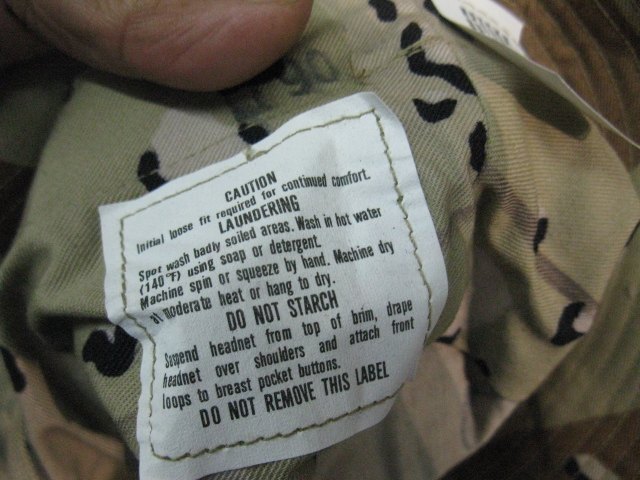 CAUTION
Initial loose fit required for continued comfort.
LAUNDERING
Spot wash badly soiled areas. Wash in hot water
(140°F) using soap or detergent.
Machine spin or squeeze by hand. Machine dry
at moderate heat or hang to dry.
DO NOT STARCH
Suspend headnet from top of brim, drape
headnet over shoulders and attach front
loops to breast pocket buttons.
DO NOT REMOVE THIS LABEL